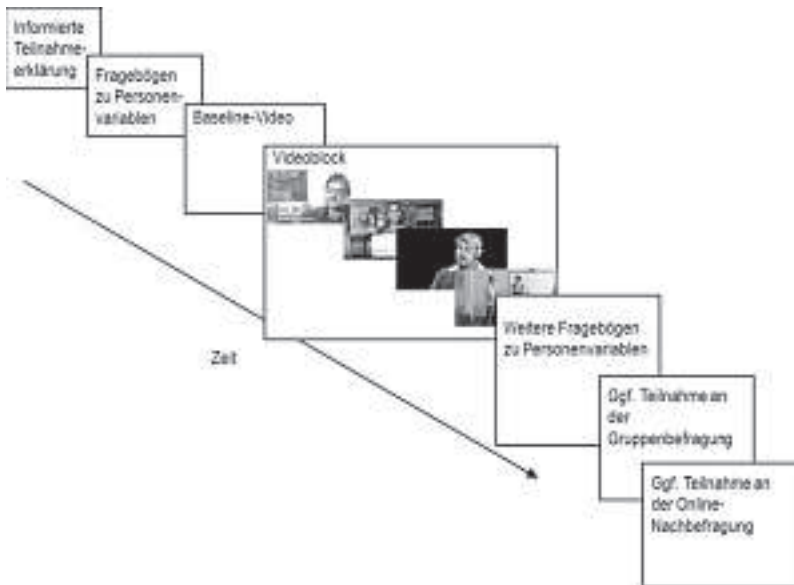 Informierte
Teilnahme-
erklärung
Fragebögen
zu Personen-
variablen
Baseline-Video
Videoblock
Zeit
Weitere Fragebögen
zu Personenvariablen
Ggf. Teilnahme an
der
Gruppenbefragung
Ggf. Teilnahme an
der Online-
Nachbefragung